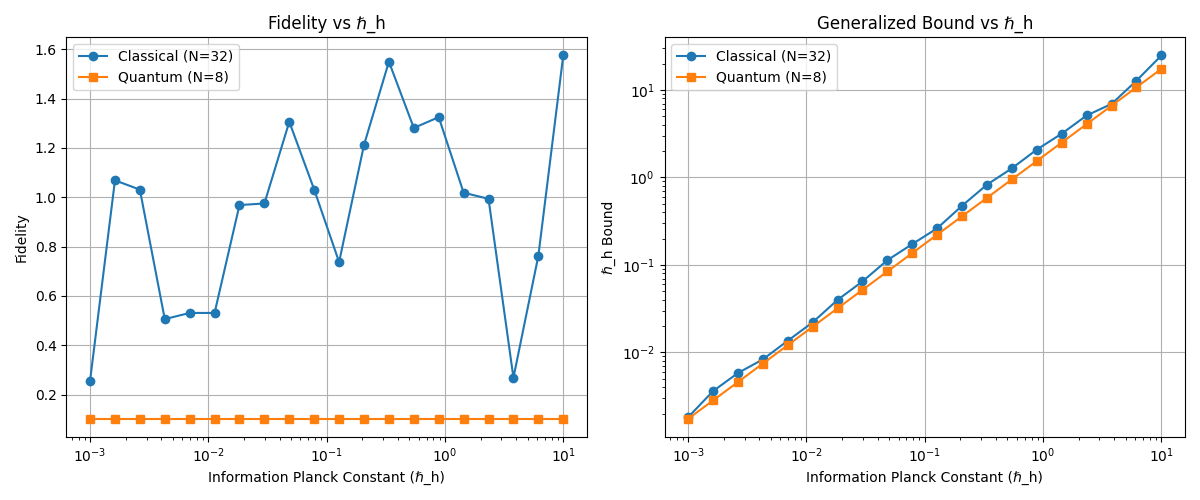 Fidelity vs ℏ_h
Classical (N=32)
Quantum (N=8)
1.6
1.4
1.2
1.0
0.8
0.6
0.4
0.2
Fidelity
10⁻³
10⁻²
10⁻¹
10⁰
10¹
Information Planck Constant (ℏ_h)
Generalized Bound vs ℏ_h
Classical (N=32)
Quantum (N=8)
10¹
10⁰
10⁻¹
10⁻²
ℏ_h Bound
10⁻³
10⁻²
10⁻¹
10⁰
10¹
Information Planck Constant (ℏ_h)